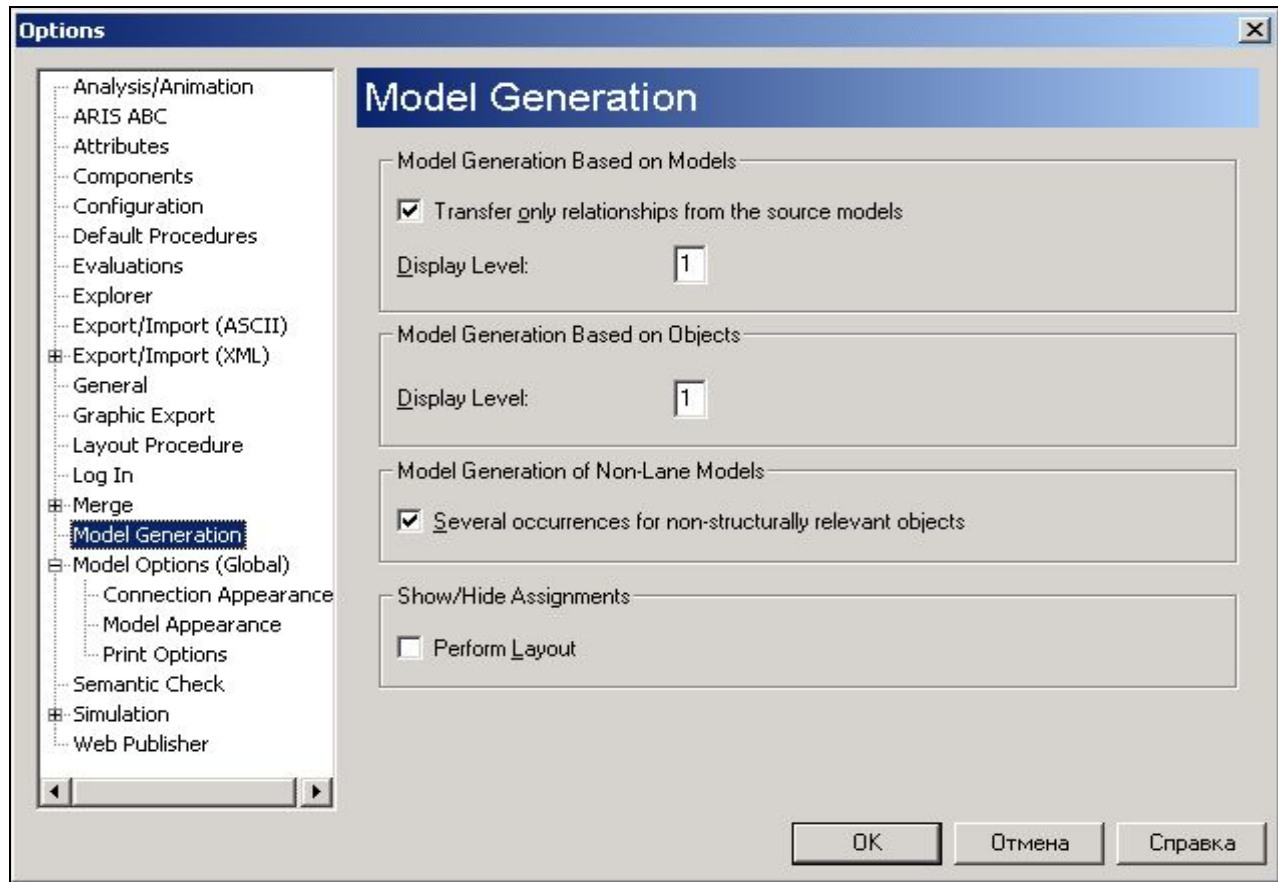 Options
Analysis/Animation
ARIS ABC
Attributes
Components
Configuration
Default Procedures
Evaluations
Explorer
Export/Import (ASCII)
Export/Import (XML)
General
Graphic Export
Layout Procedure
Log In
Merge
Model Generation
Model Options (Global)
Connection Appearance
Model Appearance
Print Options
Semantic Check
Simulation
Web Publisher
Model Generation
Model Generation Based on Models
Transfer only relationships from the source models
Display Level: 1
Model Generation Based on Objects
Display Level: 1
Model Generation of Non-Lane Models
Several occurrences for non-structurally relevant objects
Show/Hide Assignments
Perform Layout
OK Отмена Справка